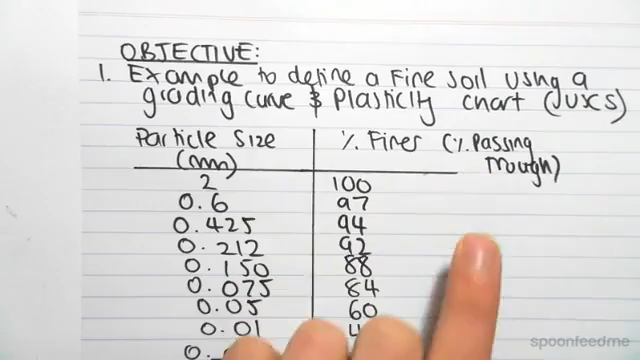 OBJECTIVE:
1. Example to define a Fine Soil using a
grading curve & Plasticity chart (USCS)
Particle Size % Finer (% Passing
(mm) through)
2 100
0.6 97
0.425 94
0.212 92
0.150 88
0.075 84
0.05 60
0.01 4
0.
spoonfeedme